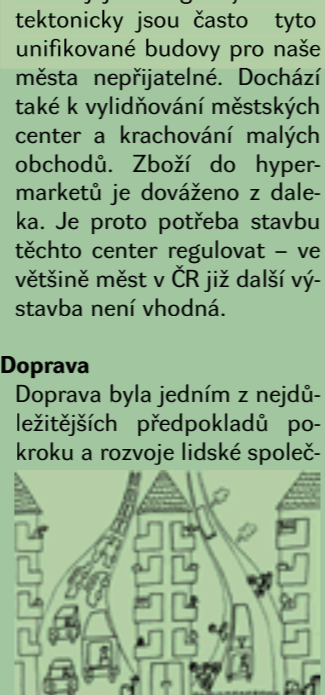 tektonicky jsou často tyto
unifikované budovy pro naše
města nepřijatelné. Dochází
také k vylidňování městských
center a krachování malých
obchodů. Zboží do hyper-
marketů je dováženo z dale-
ka. Je proto potřeba stavbu
těchto center regulovat – ve
většině měst v ČR již další vý-
stavba není vhodná.
Doprava
Doprava byla jedním z nejdů-
ležitějších předpokladů po-
kroku a rozvoje lidské společ-